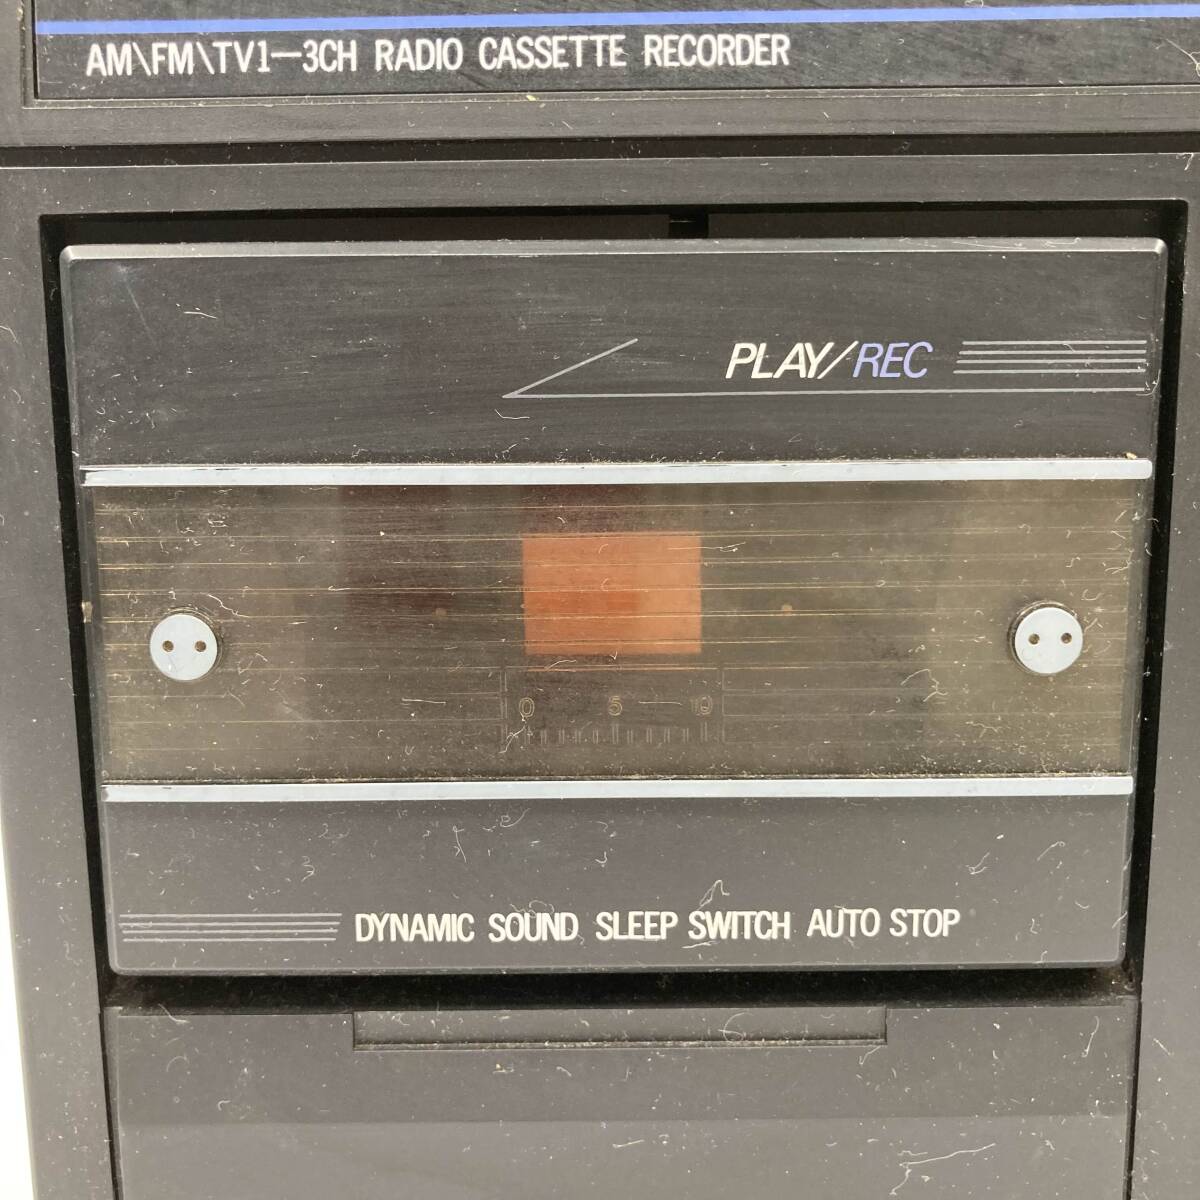 AM\FM\TV1-3CH RADIO CASSETTE RECORDER
PLAY/REC
0 5 10
DYNAMIC SOUND SLEEP SWITCH AUTO STOP